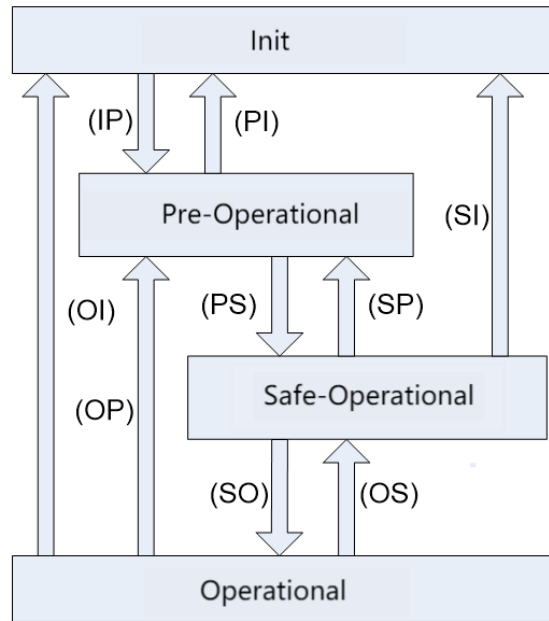 Init
(IP)
(PI)
Pre-Operational
(SI)
(OI)
(PS)
(SP)
Safe-Operational
(OP)
(SO)
(OS)
Operational